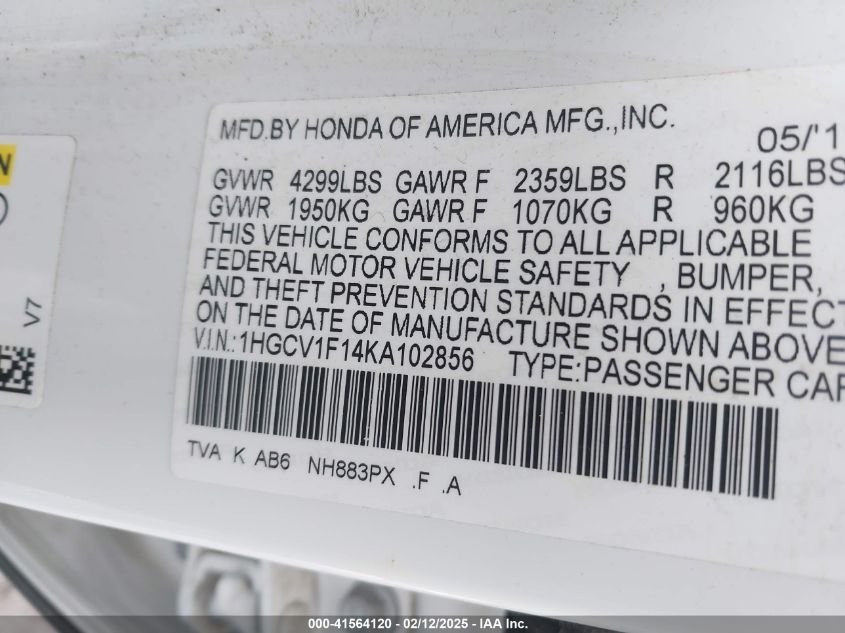 MFD.BY HONDA OF AMERICA MFG.,INC. 05/'1
GVWR 4299LBS GAWR F 2359LBS R 2116LBS
GVWR 1950KG GAWR F 1070KG R 960KG
THIS VEHICLE CONFORMS TO ALL APPLICABLE
FEDERAL MOTOR VEHICLE SAFETY , BUMPER,
AND THEFT PREVENTION STANDARDS IN EFFECT
ON THE DATE OF MANUFACTURE SHOWN ABOVE
V.I.N.:1HGCV1F14KA102856 TYPE:PASSENGER CAR
TVA K AB6 NH883PX .F .A
N
V7
000-41564120 - 02/12/2025 - IAA Inc.